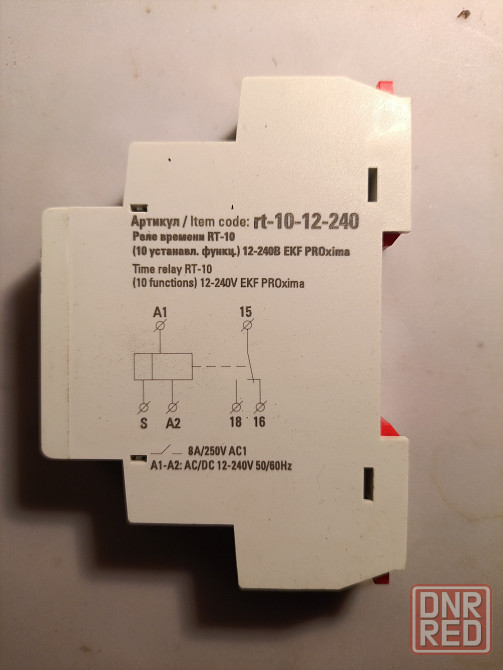 Артикул / Item code: rt-10-12-240
Реле времени RT-10
(10 устанавл. функц.) 12-240В EKF PROxima
Time relay RT-10
(10 functions) 12-240V EKF PROxima
A1 15
S A2 18 16
8A/250V AC1
A1-A2: AC/DC 12-240V 50/60Hz
DNR
RED